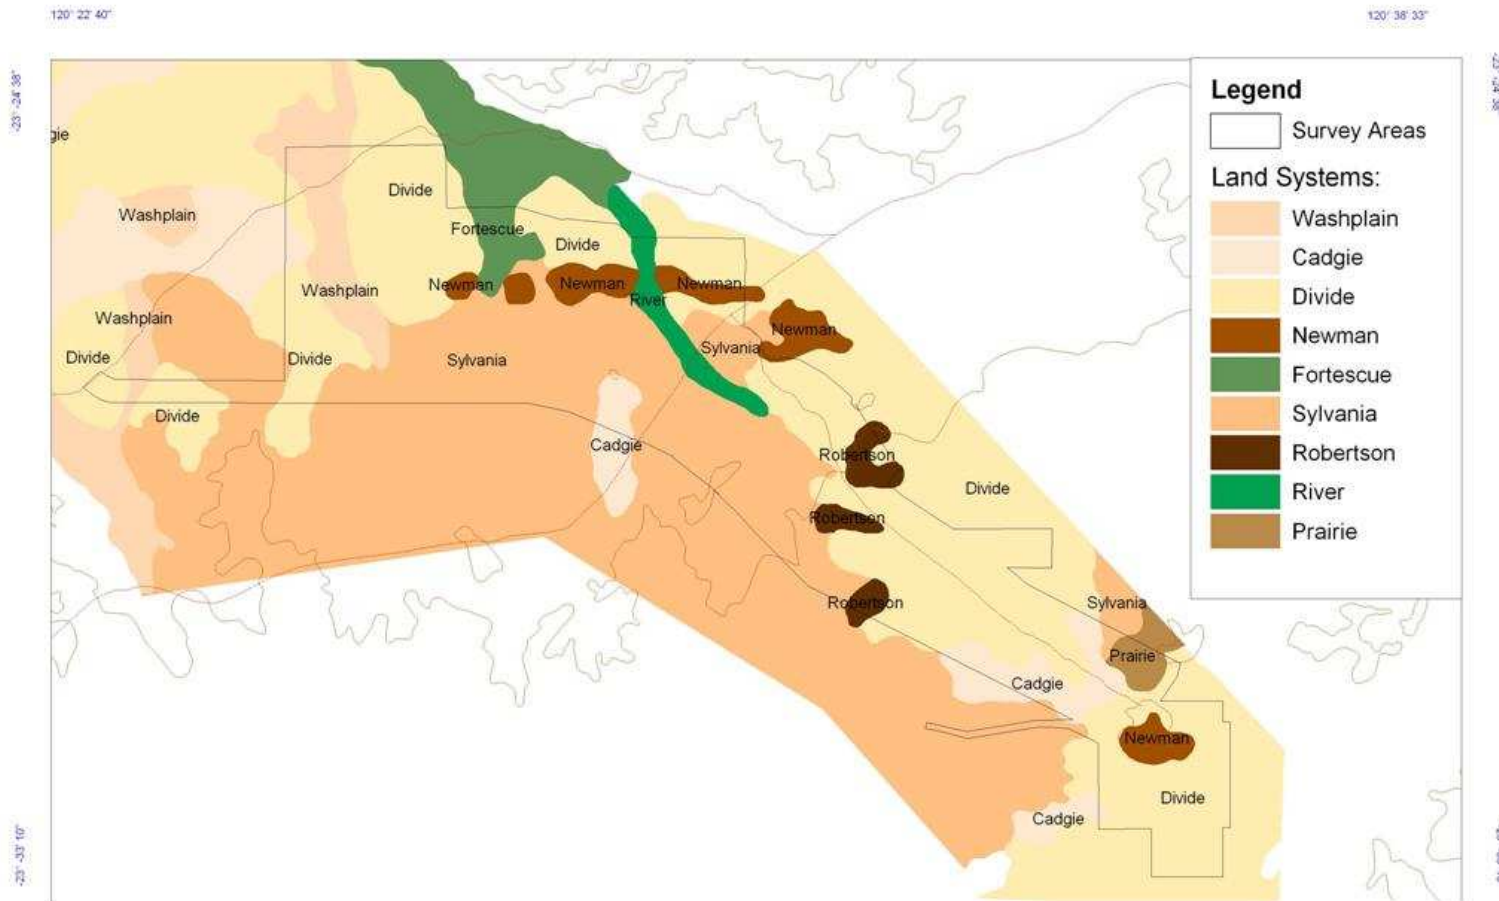 120° 22' 40"
120° 38' 33"
-23° -24' 38"
Legend
Survey Areas
Land Systems:
Washplain
Cadgie
Divide
Newman
Fortescue
Sylvania
Robertson
River
Prairie
gie
Divide
Washplain
Fortescue
Divide
Newman
Newman
Newman
Washplain
River
Washplain
Newman
Sylvania
Divide
Divide
Sylvania
Divide
Cadgie
Robertson
Divide
Robertson
Robertson
Sylvania
Prairie
Cadgie
Newman
Divide
Cadgie
-23° -33' 10"